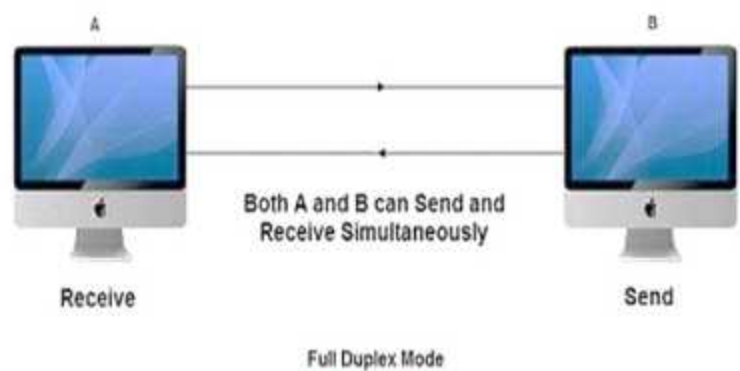 A
B
Both A and B can Send and
Receive Simultaneously
Receive
Send
Full Duplex Mode